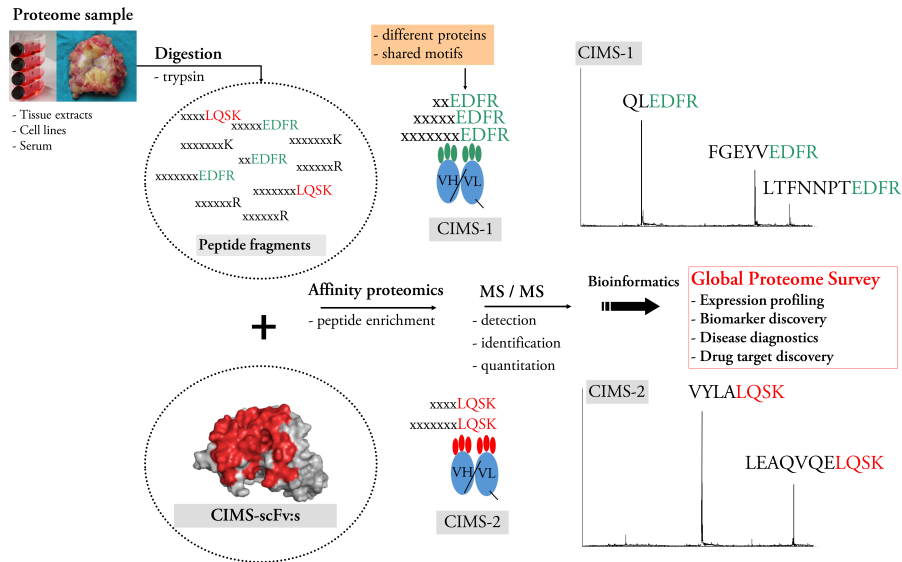 Proteome sample
Digestion
- trypsin
- Tissue extracts
- Cell lines
- Serum
xxxxLQSK
xxxxxEDFR
xxxxxxxK
xxEDFR
xxxxxxR
xxxxxxxEDFR
xxxxxxxLQSK
xxxxxxR
xxxxxxR
Peptide fragments
- different proteins
- shared motifs
xxEDFR
xxxxxEDFR
xxxxxxxEDFR
VH VL
CIMS-1
CIMS-1
QLEDFR
FGEYVEDFR
LTFNNPTEDFR
+
Affinity proteomics
- peptide enrichment
MS / MS
- detection
- identification
- quantitation
Bioinformatics
Global Proteome Survey
- Expression profiling
- Biomarker discovery
- Disease diagnostics
- Drug target discovery
CIMS-scFv:s
xxxxLQSK
xxxxxxxLQSK
VH VL
CIMS-2
CIMS-2
VYLALQSK
LEAQVQELQSK